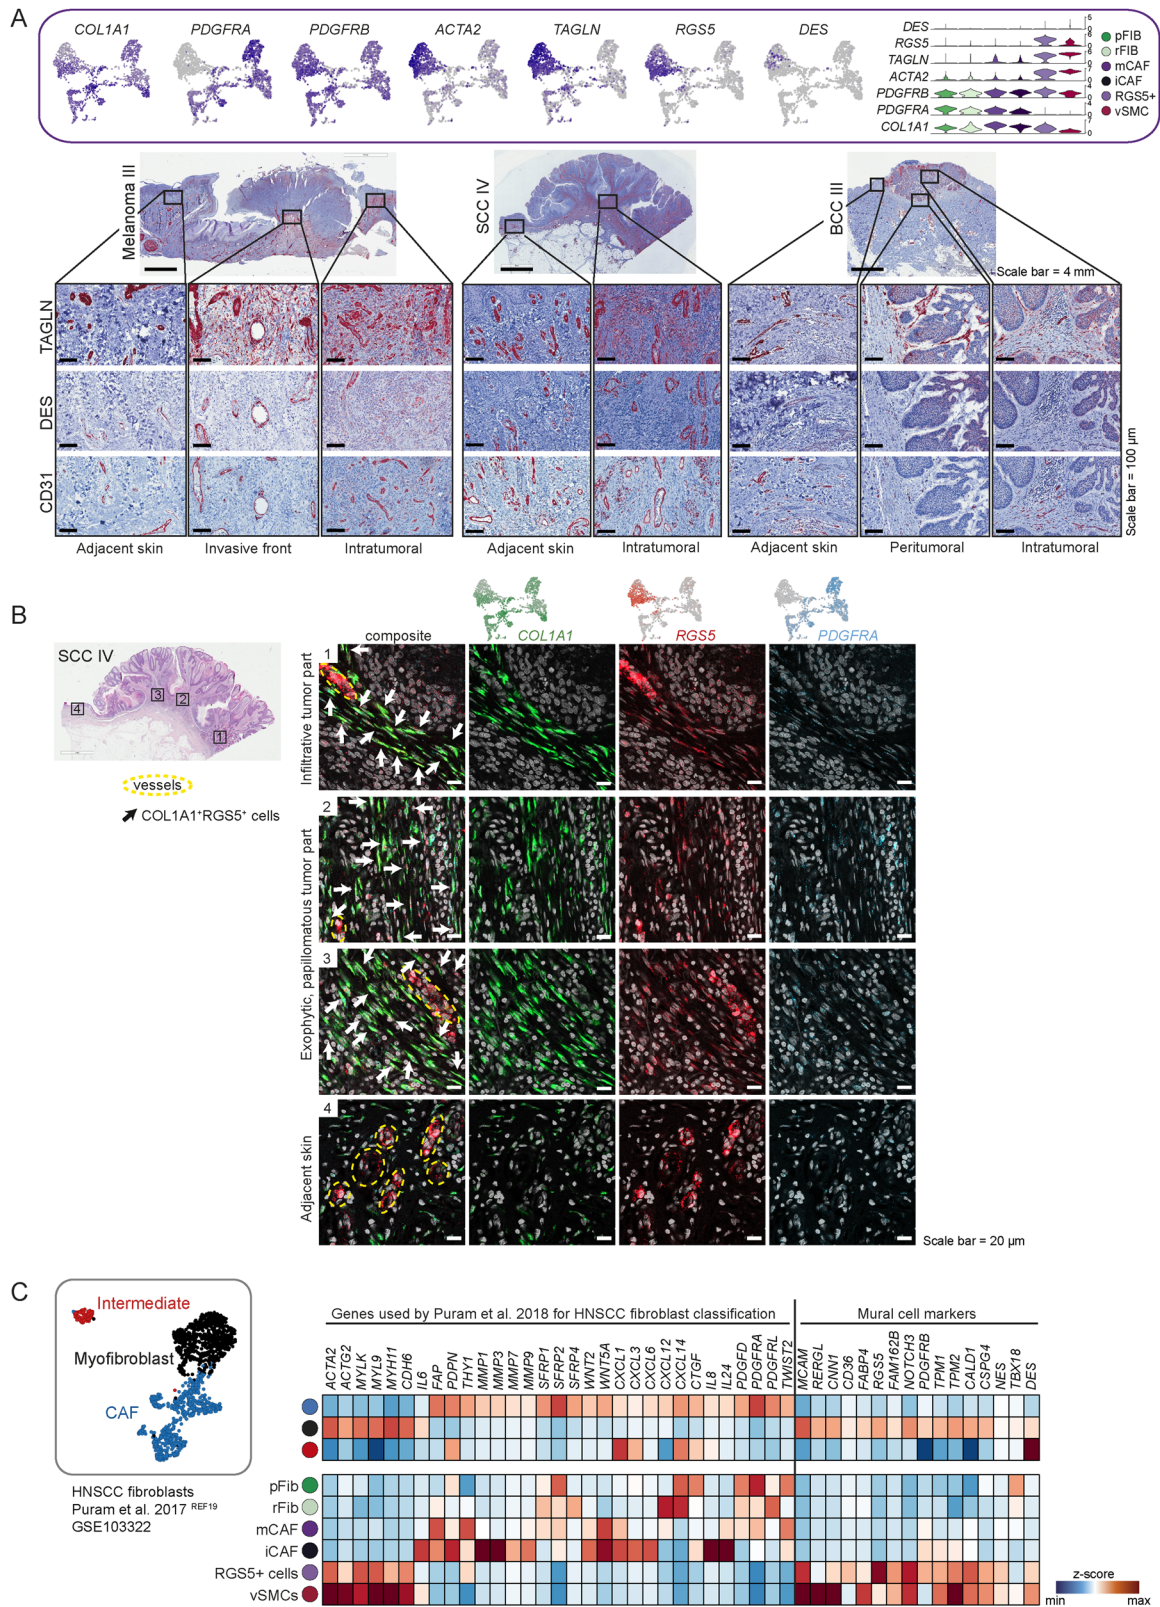 A
COL1A1 PDGFRA PDGFRB ACTA2 TAGLN RGS5 DES
DES
RGS5
TAGLN
ACTA2
PDGFRB
PDGFRA
COL1A1
pFIB
rFIB
mCAF
iCAF
RGS5+
vSMC
Melanoma III
SCC IV
BCC III
Scale bar = 4 mm
TAGLN
DES
CD31
Scale bar = 100 µm
Adjacent skin Invasive front Intratumoral Adjacent skin Intratumoral Adjacent skin Peritumoral Intratumoral
B
SCC IV
4
3
2
1
vessels
COL1A1+RGS5+ cells
composite COL1A1 RGS5 PDGFRA
Infiltrative tumor part
Exophytic, papillomatous tumor part
Adjacent skin
1
2
3
4
Scale bar = 20 µm
C
Intermediate
Myofibroblast
CAF
HNSCC fibroblasts
Puram et al. 2017 REF19
GSE103322
Genes used by Puram et al. 2018 for HNSCC fibroblast classification
Mural cell markers
ACTA2 ACTG2 MYLK MYL9 MYH11 CDH6 IL6 FAP PDPN THY1 MMP1 MMP3 MMP7 MMP9 SFRP1 SFRP2 SFRP4 WNT2 WNT5A CXCL1 CXCL3 CXCL6 CXCL12 CXCL14 CTGF IL8 IL24 PDGFD PDGFRA PDGFRL TWIST2
MCAM RERGL CNN1 CD36 FABP4 RGS5 FAM162B NOTCH3 PDGFRB TPM1 TPM2 CALD1 CSPG4 NES TBX18 DES
pFib
rFib
mCAF
iCAF
RGS5+ cells
vSMCs
z-score
min max